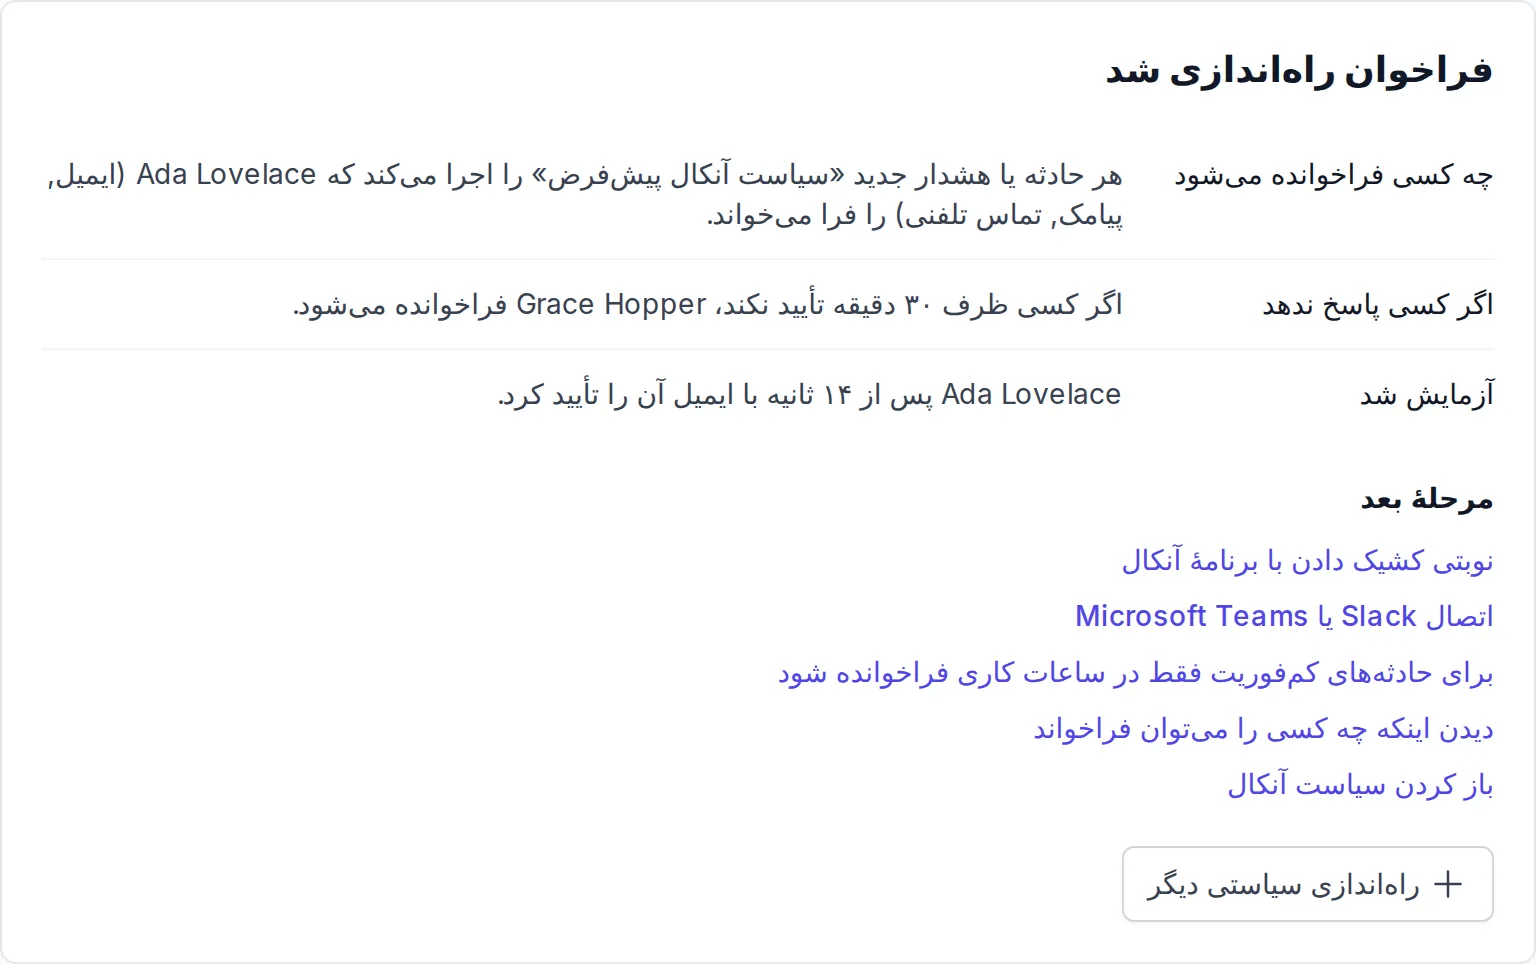 فراخوان راه‌اندازی شد
چه کسی فراخوانده می‌شود
هر حادثه یا هشدار جدید «سیاست آنکال پیش‌فرض» را اجرا می‌کند که Ada Lovelace (ایمیل,
پیامک, تماس تلفنی) را فرا می‌خواند.
اگر کسی پاسخ ندهد
اگر کسی ظرف ۳۰ دقیقه تأیید نکند، Grace Hopper فراخوانده می‌شود.
آزمایش شد
Ada Lovelace پس از ۱۴ ثانیه با ایمیل آن را تأیید کرد.
مرحلهٔ بعد
نوبتی کشیک دادن با برنامهٔ آنکال
اتصال Slack یا Microsoft Teams
برای حادثه‌های کم‌فوریت فقط در ساعات کاری فراخوانده شود
دیدن اینکه چه کسی را می‌توان فراخواند
باز کردن سیاست آنکال
راه‌اندازی سیاستی دیگر